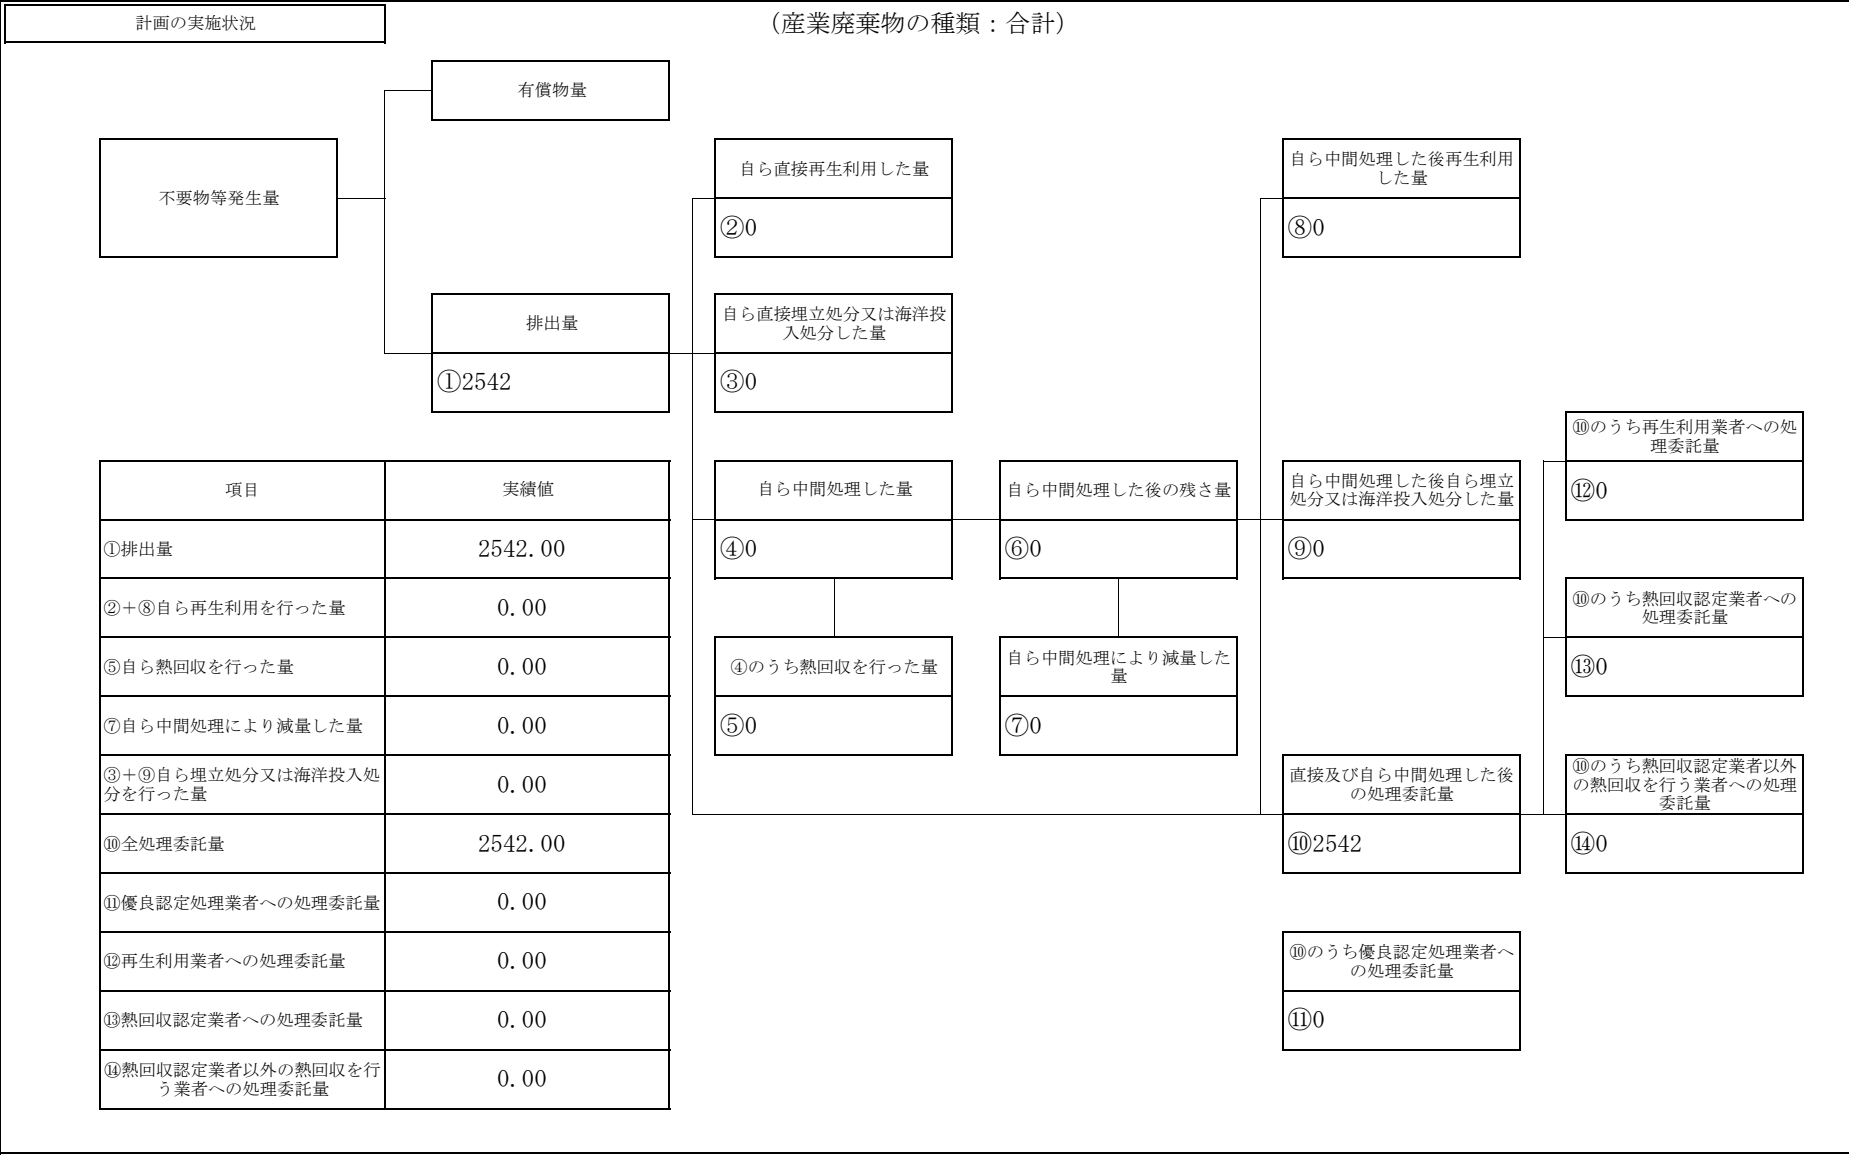 計画の実施状況
（産業廃棄物の種類：合計）
有償物量
不要物等発生量
自ら直接再生利用した量
②0
自ら中間処理した後再生利用
した量
⑧0
排出量
①2542
自ら直接埋立処分又は海洋投
入処分した量
③0
項目 実績値
①排出量 2542.00
②＋⑧自ら再生利用を行った量 0.00
⑤自ら熱回収を行った量 0.00
⑦自ら中間処理により減量した量 0.00
③＋⑨自ら埋立処分又は海洋投入処
分を行った量 0.00
⑩全処理委託量 2542.00
⑪優良認定処理業者への処理委託量 0.00
⑫再生利用業者への処理委託量 0.00
⑬熱回収認定業者への処理委託量 0.00
⑭熱回収認定業者以外の熱回収を行
う業者への処理委託量 0.00
自ら中間処理した量
④0
④のうち熱回収を行った量
⑤0
自ら中間処理した後の残さ量
⑥0
自ら中間処理により減量した
量
⑦0
自ら中間処理した後自ら埋立
処分又は海洋投入処分した量
⑨0
直接及び自ら中間処理した後
の処理委託量
⑩2542
⑩のうち優良認定処理業者へ
の処理委託量
⑪0
⑩のうち再生利用業者への処
理委託量
⑫0
⑩のうち熱回収認定業者への
処理委託量
⑬0
⑩のうち熱回収認定業者以外
の熱回収を行う業者への処理
委託量
⑭0